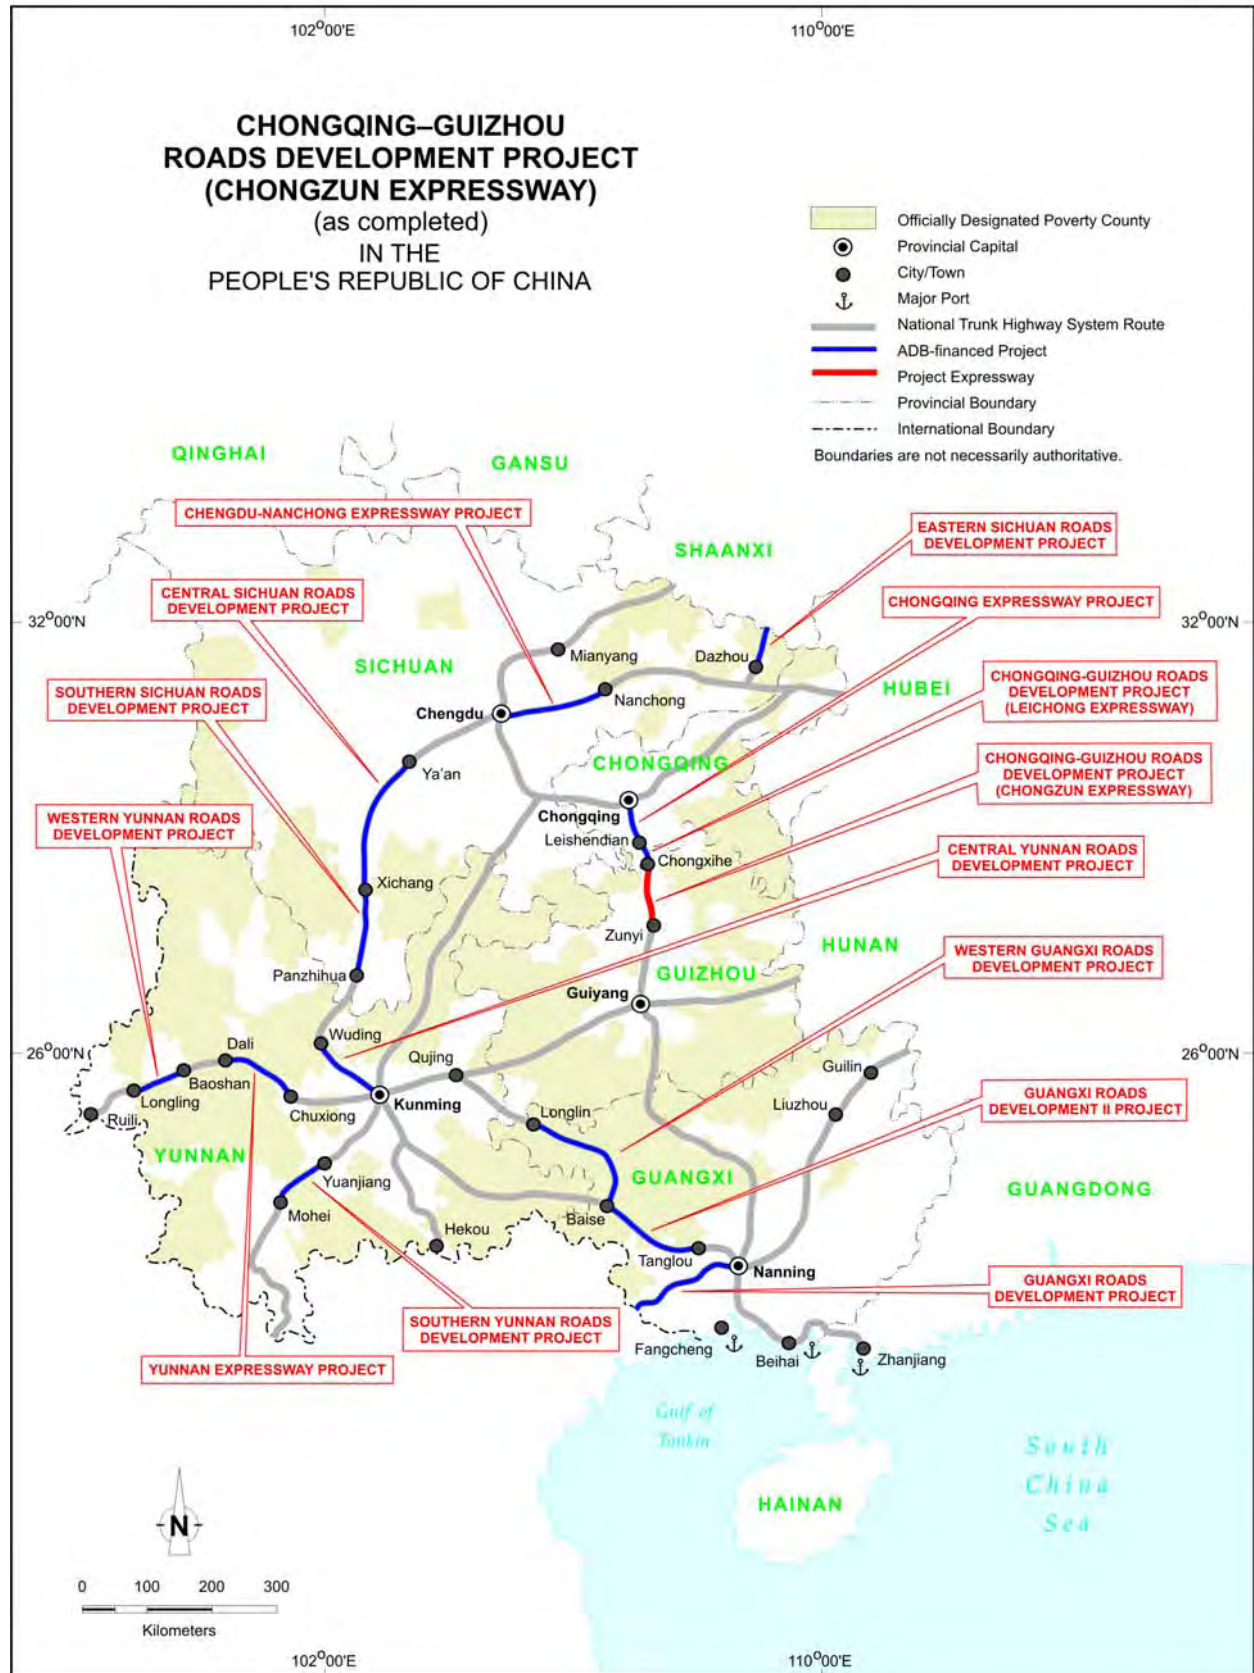 102°00'E
110°00'E
CHONGQING–GUIZHOU
ROADS DEVELOPMENT PROJECT
(CHONGZUN EXPRESSWAY)
(as completed)
IN THE
PEOPLE'S REPUBLIC OF CHINA
Officially Designated Poverty County
Provincial Capital
City/Town
Major Port
National Trunk Highway System Route
ADB-financed Project
Project Expressway
Provincial Boundary
International Boundary
Boundaries are not necessarily authoritative.
QINGHAI
GANSU
CHENGDU-NANCHONG EXPRESSWAY PROJECT
EASTERN SICHUAN ROADS
DEVELOPMENT PROJECT
SHAANXI
CENTRAL SICHUAN ROADS
DEVELOPMENT PROJECT
CHONGQING EXPRESSWAY PROJECT
32°00'N
32°00'N
Mianyang
Dazhou
SICHUAN
SOUTHERN SICHUAN ROADS
DEVELOPMENT PROJECT
Nanchong
HUBEI
CHONGQING-GUIZHOU ROADS
DEVELOPMENT PROJECT
(LEICHONG EXPRESSWAY)
Chengdu
Ya'an
CHONGQING
CHONGQING-GUIZHOU ROADS
DEVELOPMENT PROJECT
(CHONGZUN EXPRESSWAY)
Chongqing
WESTERN YUNNAN ROADS
DEVELOPMENT PROJECT
Leishendian
Chongxihe
CENTRAL YUNNAN ROADS
DEVELOPMENT PROJECT
Xichang
Zunyi
HUNAN
WESTERN GUANGXI ROADS
DEVELOPMENT PROJECT
Panzhihua
GUIZHOU
Guiyang
Wuding
Dali
Qujing
26°00'N
26°00'N
Guilin
Baoshan
Longling
Chuxiong
Kunming
Ruili
Longlin
Liuzhou
GUANGXI ROADS
DEVELOPMENT II PROJECT
YUNNAN
Yuanjiang
GUANGXI
GUANGDONG
Mohei
Baise
Hekou
Tanglou
Nanning
GUANGXI ROADS
DEVELOPMENT PROJECT
SOUTHERN YUNNAN ROADS
DEVELOPMENT PROJECT
Fangcheng
Beihai
Zhanjiang
YUNNAN EXPRESSWAY PROJECT
Gulf of
Tonkin
South
China
Sea
HAINAN
N
0 100 200 300
Kilometers
102°00'E
110°00'E